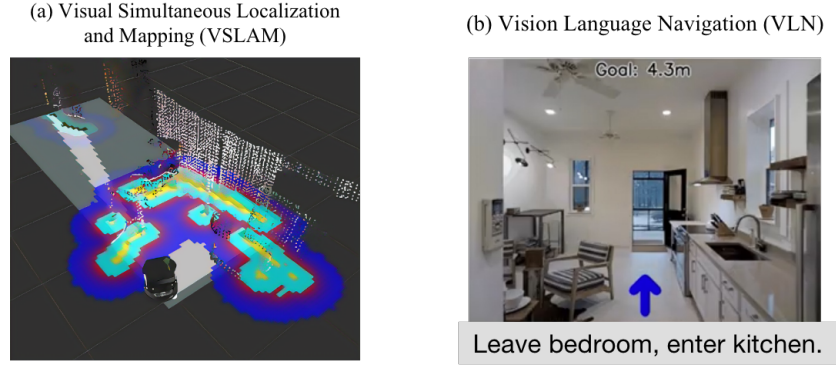 (a) Visual Simultaneous Localization
and Mapping (VSLAM)
(b) Vision Language Navigation (VLN)
Goal: 4.3m
Leave bedroom, enter kitchen.